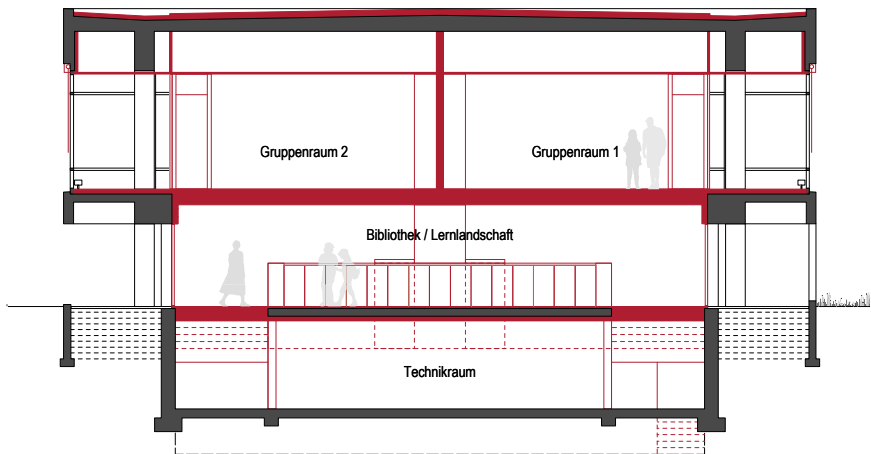 Gruppenraum 2
Gruppenraum 1
Bibliothek / Lernlandschaft
Technikraum